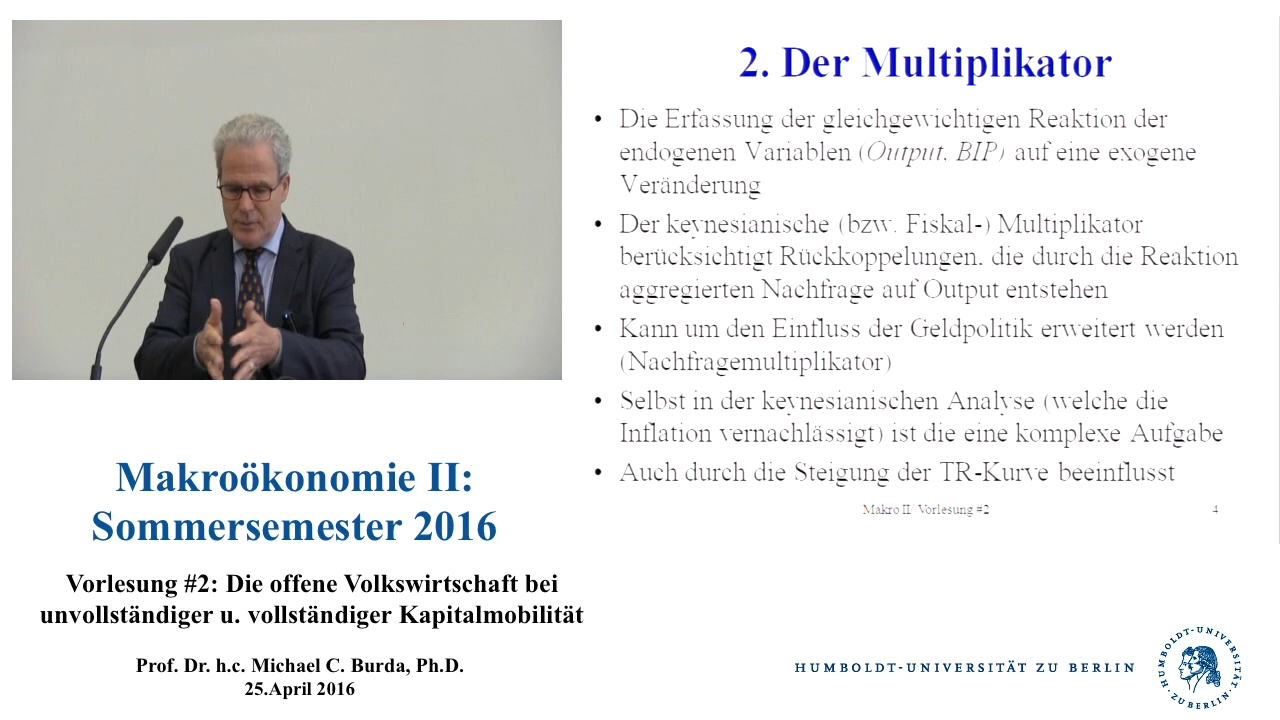 2. Der Multiplikator
• Die Erfassung der gleichgewichtigen Reaktion der
endogenen Variablen (Output, BIP) auf eine exogene
Veränderung
• Der keynesianische (bzw. Fiskal-) Multiplikator
berücksichtigt Rückkoppelungen, die durch die Reaktion
aggregierten Nachfrage auf Output entstehen
• Kann um den Einfluss der Geldpolitik erweitert werden
(Nachfragemultiplikator)
• Selbst in der keynesianischen Analyse (welche die
Inflation vernachlässigt) ist die eine komplexe Aufgabe
• Auch durch die Steigung der TR-Kurve beeinflusst
Makro II/ Vorlesung #2 4
Makroökonomie II:
Sommersemester 2016
Vorlesung #2: Die offene Volkswirtschaft bei
unvollständiger u. vollständiger Kapitalmobilität
Prof. Dr. h.c. Michael C. Burda, Ph.D.
25.April 2016
HUMBOLDT-UNIVERSITÄT ZU BERLIN
HUMBOLDT-UNIVERSITÄT ZU BERLIN